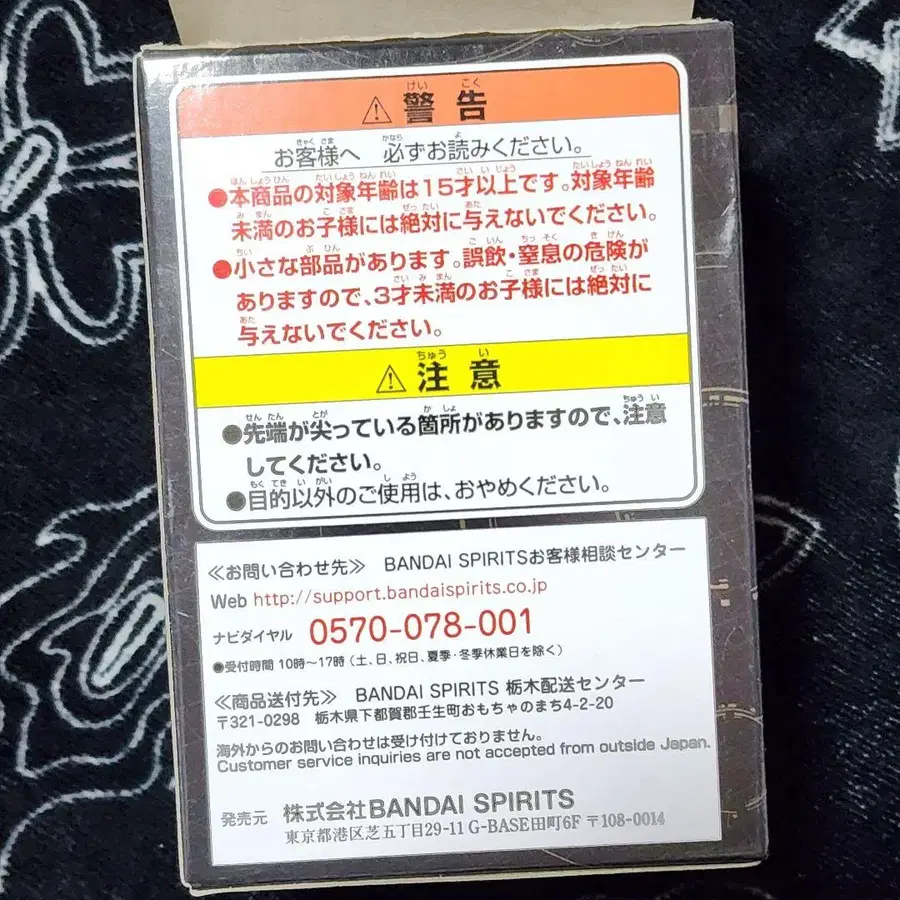 ⚠ 警告
お客様へ 必ずお読みください。
●本商品の対象年齢は15才以上です。対象年齢
未満のお子様には絶対に与えないでください。
●小さな部品があります。誤飲・窒息の危険が
ありますので、3才未満のお子様には絶対に
与えないでください。
⚠ 注意
●先端が尖っている箇所がありますので、注意
してください。
●目的以外のご使用は、おやめください。
≪お問い合わせ先≫ BANDAI SPIRITSお客様相談センター
Web http://support.bandaispirits.co.jp
ナビダイヤル 0570-078-001
●受付時間 10時〜17時(土、日、祝日、夏季・冬季休業日を除く)
≪商品送付先≫ BANDAI SPIRITS 栃木配送センター
〒321-0298 栃木県下都賀郡壬生町おもちゃのまち4-2-20
海外からのお問い合わせは受け付けておりません。
Customer service inquiries are not accepted from outside Japan.
発売元 株式会社BANDAI SPIRITS
東京都港区芝五丁目29-11 G-BASE田町6F 〒108-0014